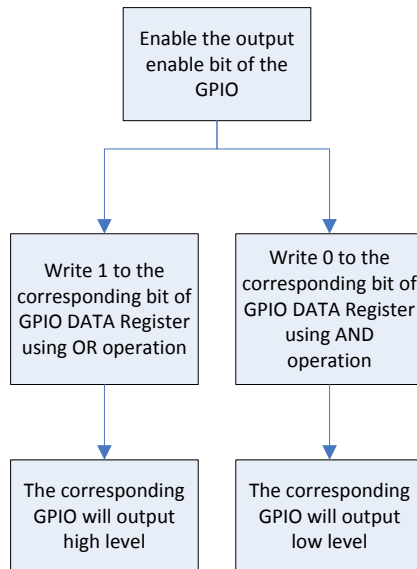 Enable the output
enable bit of the
GPIO
Write 1 to the
corresponding bit of
GPIO DATA Register
using OR operation
Write 0 to the
corresponding bit of
GPIO DATA Register
using AND
operation
The corresponding
GPIO will output
high level
The corresponding
GPIO will output
low level